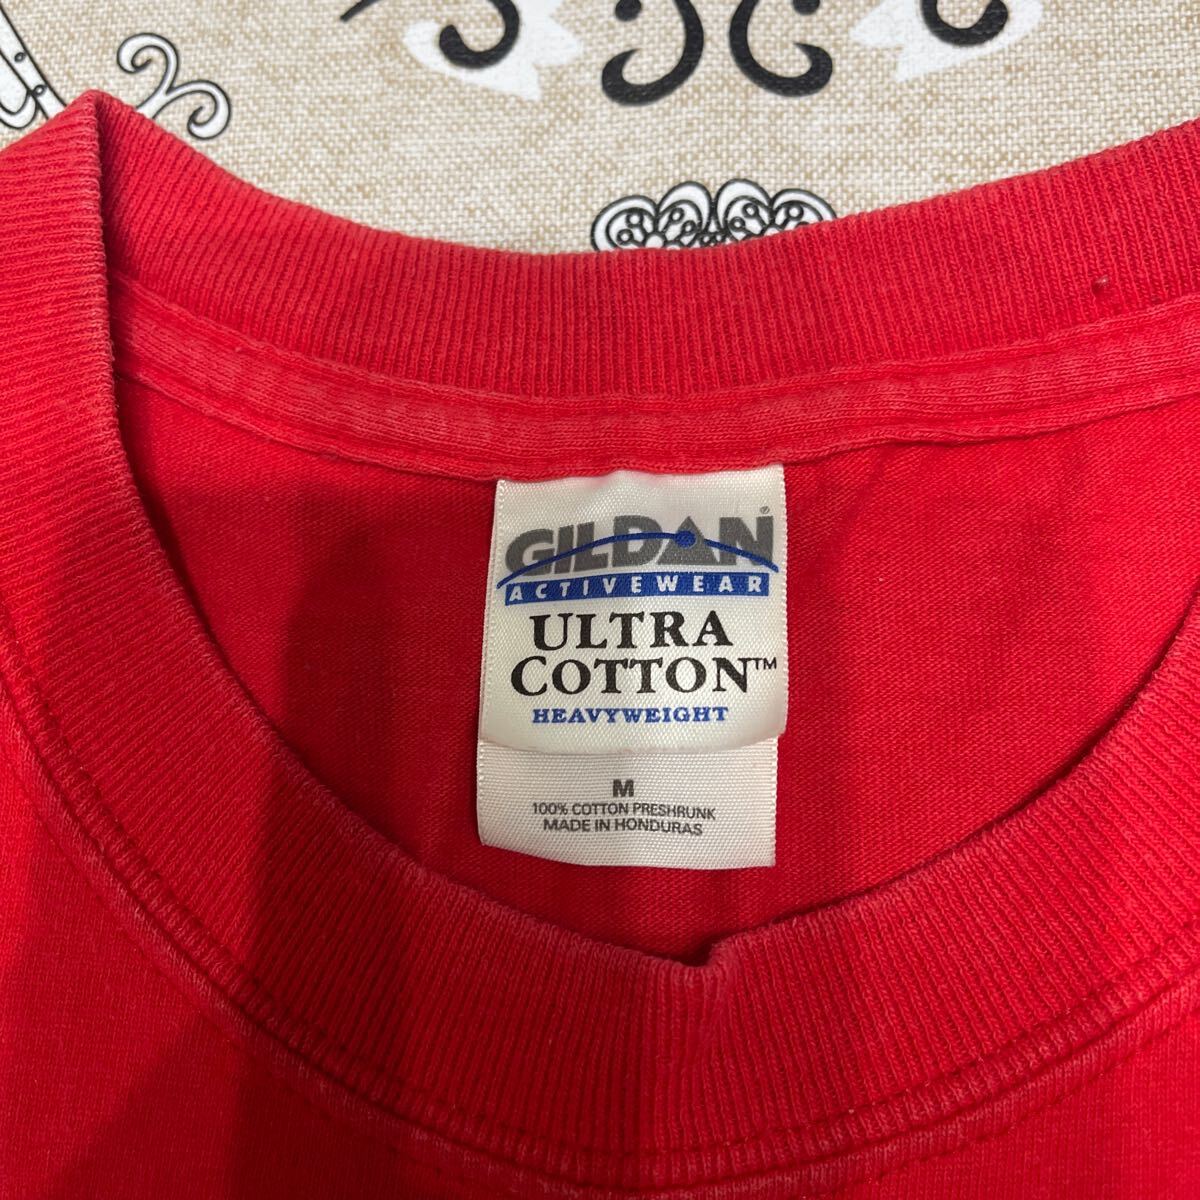 GILDAN®
ACTIVEWEAR
ULTRA
COTTON™
HEAVYWEIGHT
M
100% COTTON PRESHRUNK
MADE IN HONDURAS